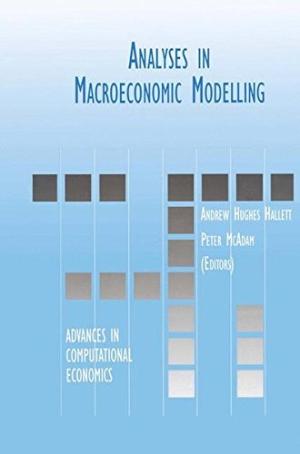 Analyses in
Macroeconomic Modelling
Andrew Hughes Hallett
Peter McAdam
(Editors)
Advances in
Computational
Economics